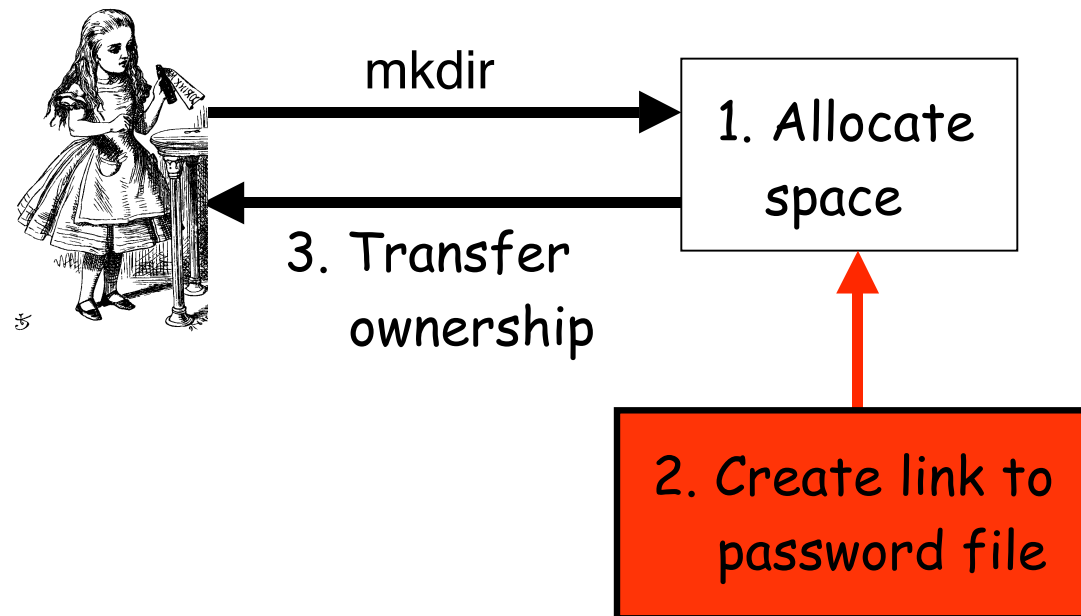 mkdir
1. Allocate
space
3. Transfer
ownership
2. Create link to
password file